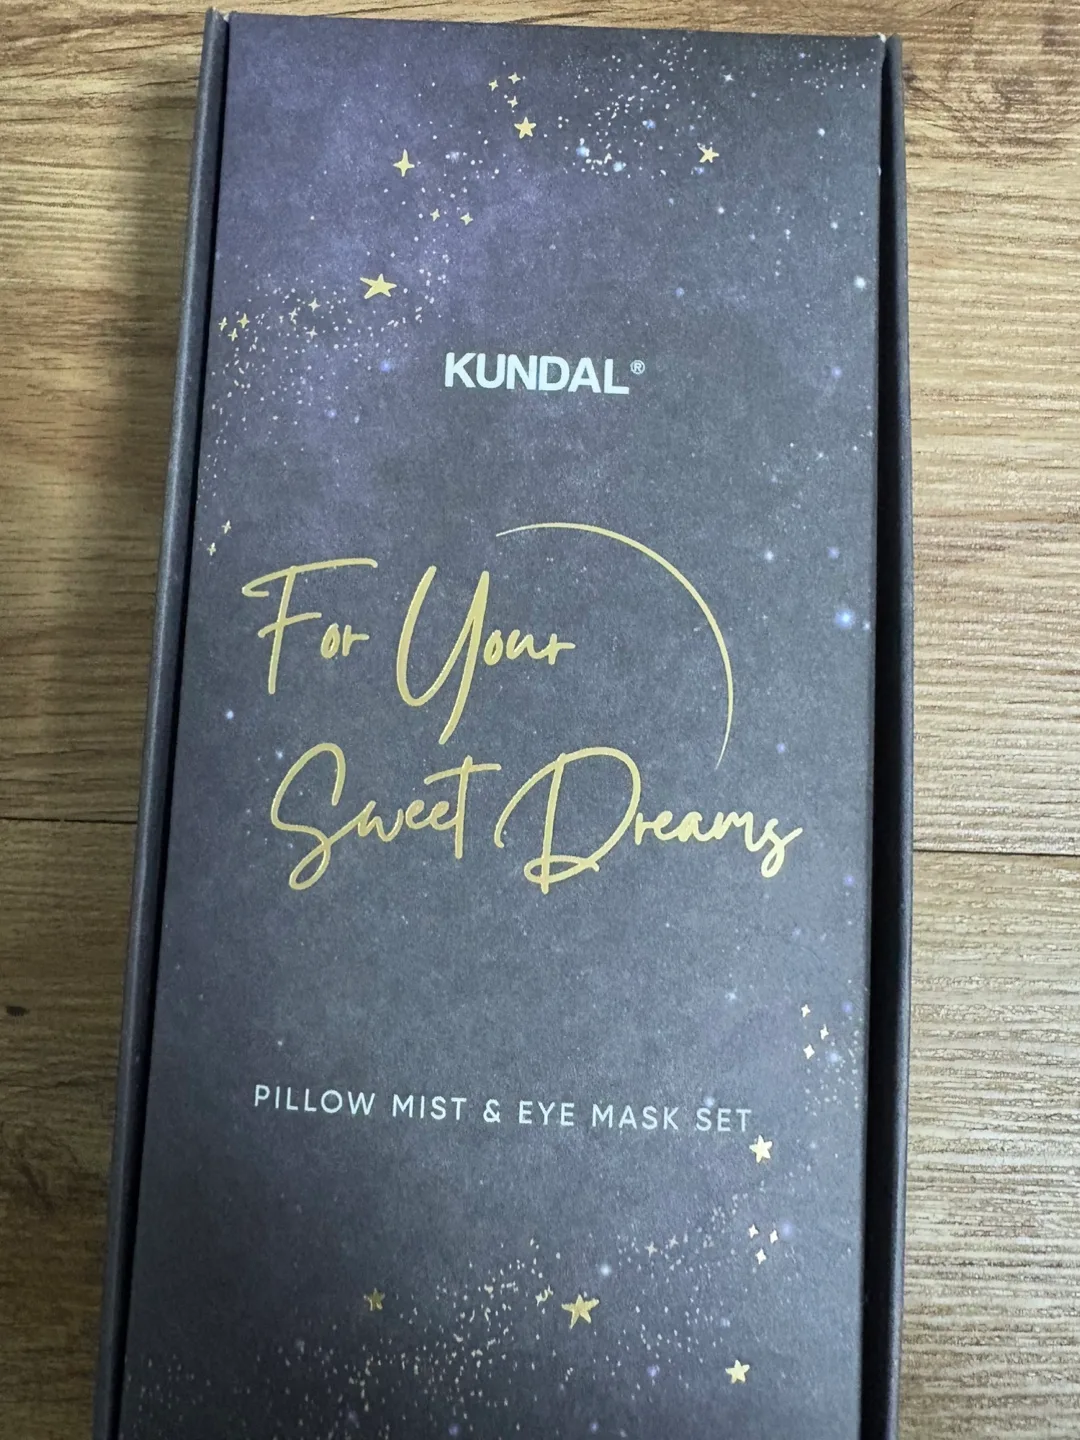 KUNDAL®
For Your
Sweet Dreams
PILLOW MIST & EYE MASK SET